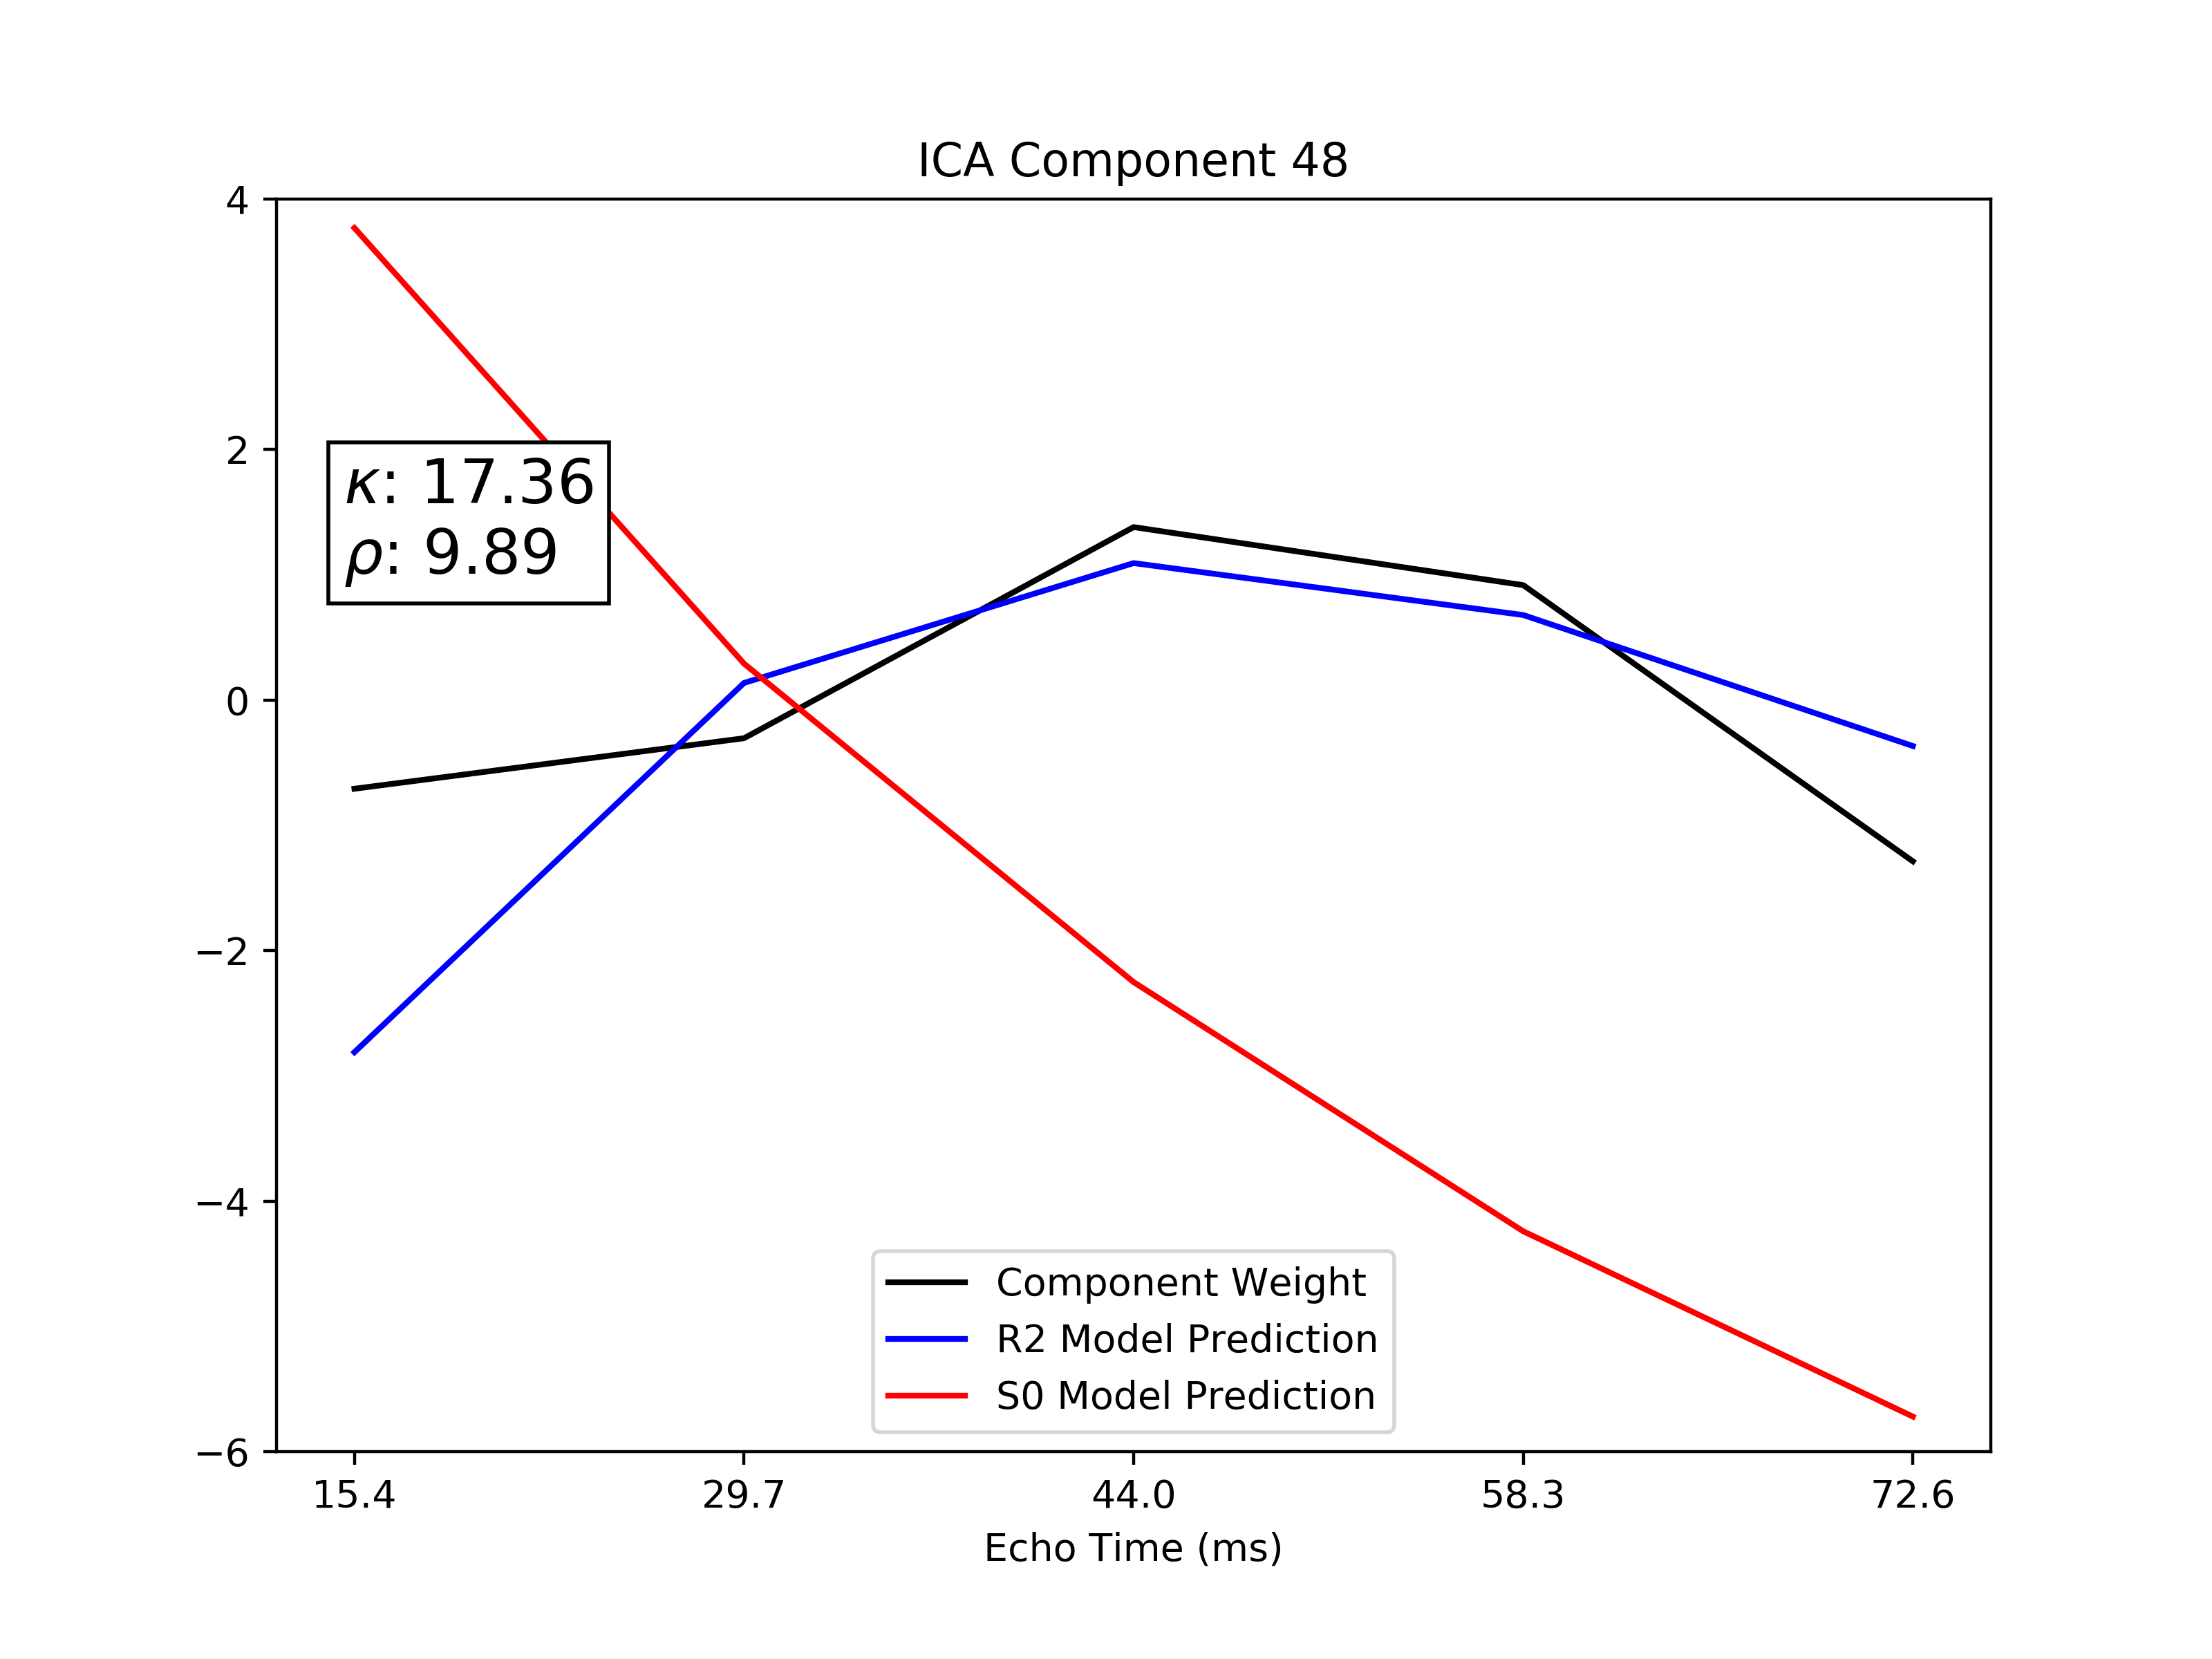 ICA Component 48
4
2
0
−2
−4
−6
κ: 17.36
ρ: 9.89
Component Weight
R2 Model Prediction
S0 Model Prediction
15.4 29.7 44.0 58.3 72.6
Echo Time (ms)